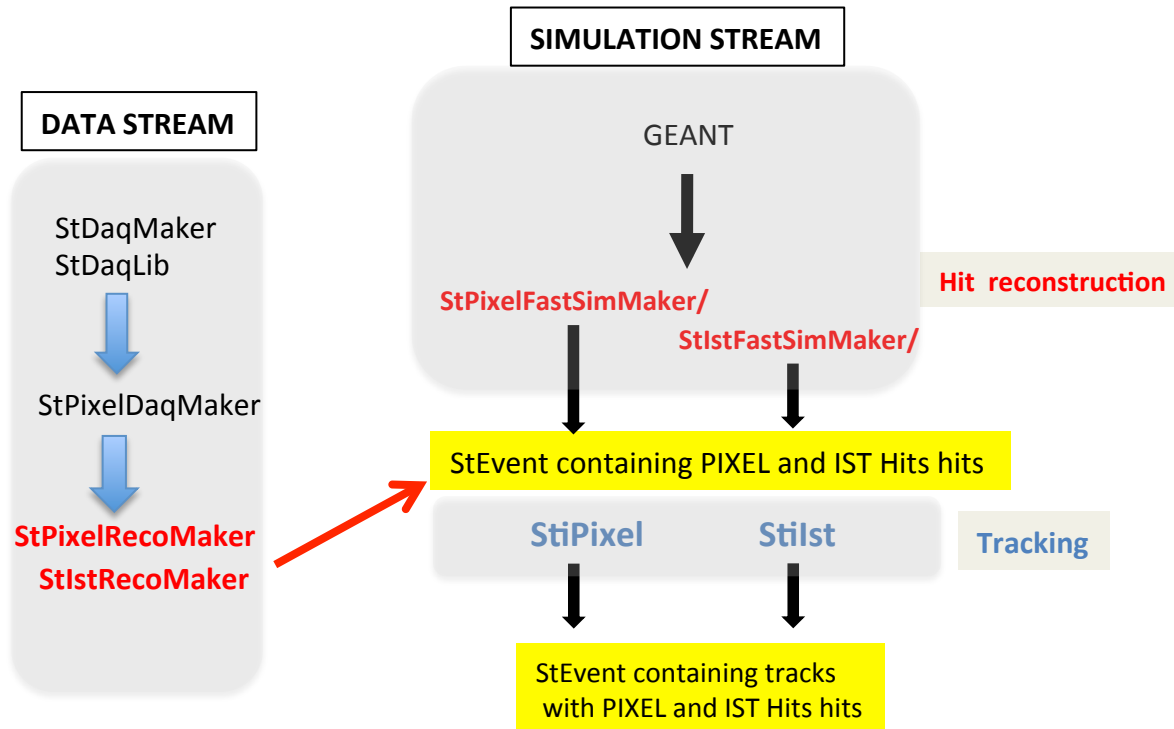 SIMULATION STREAM
DATA STREAM
GEANT
StDaqMaker
StDaqLib
Hit reconstruction
StPixelFastSimMaker/
StIstFastSimMaker/
StPixelDaqMaker
StEvent containing PIXEL and IST Hits hits
StPixelRecoMaker
StIstRecoMaker
StiPixel
StiIst
Tracking
StEvent containing tracks
with PIXEL and IST Hits hits